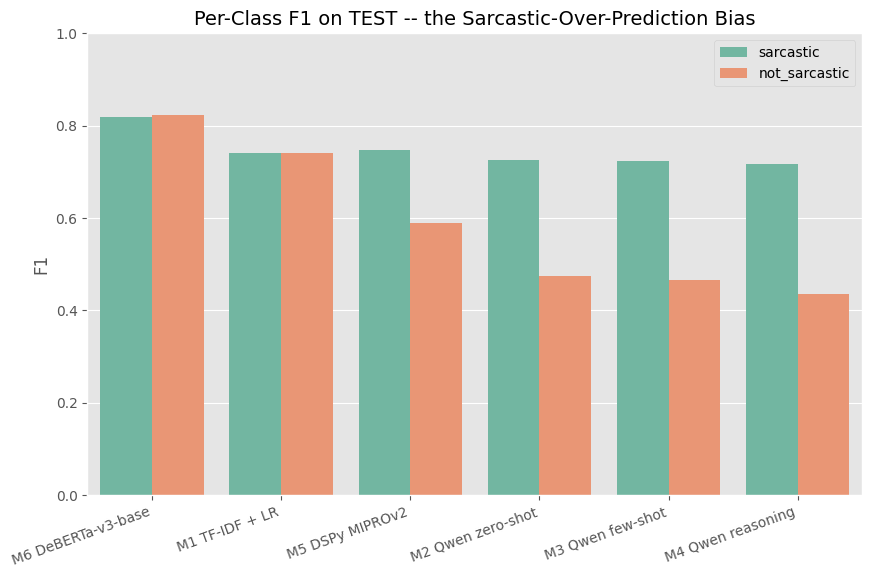 Per-Class F1 on TEST -- the Sarcastic-Over-Prediction Bias
sarcastic
not_sarcastic
F1
1.0
0.8
0.6
0.4
0.2
0.0
M6 DeBERTa-v3-base
M1 TF-IDF + LR
M5 DSPy MIPROv2
M2 Qwen zero-shot
M3 Qwen few-shot
M4 Qwen reasoning